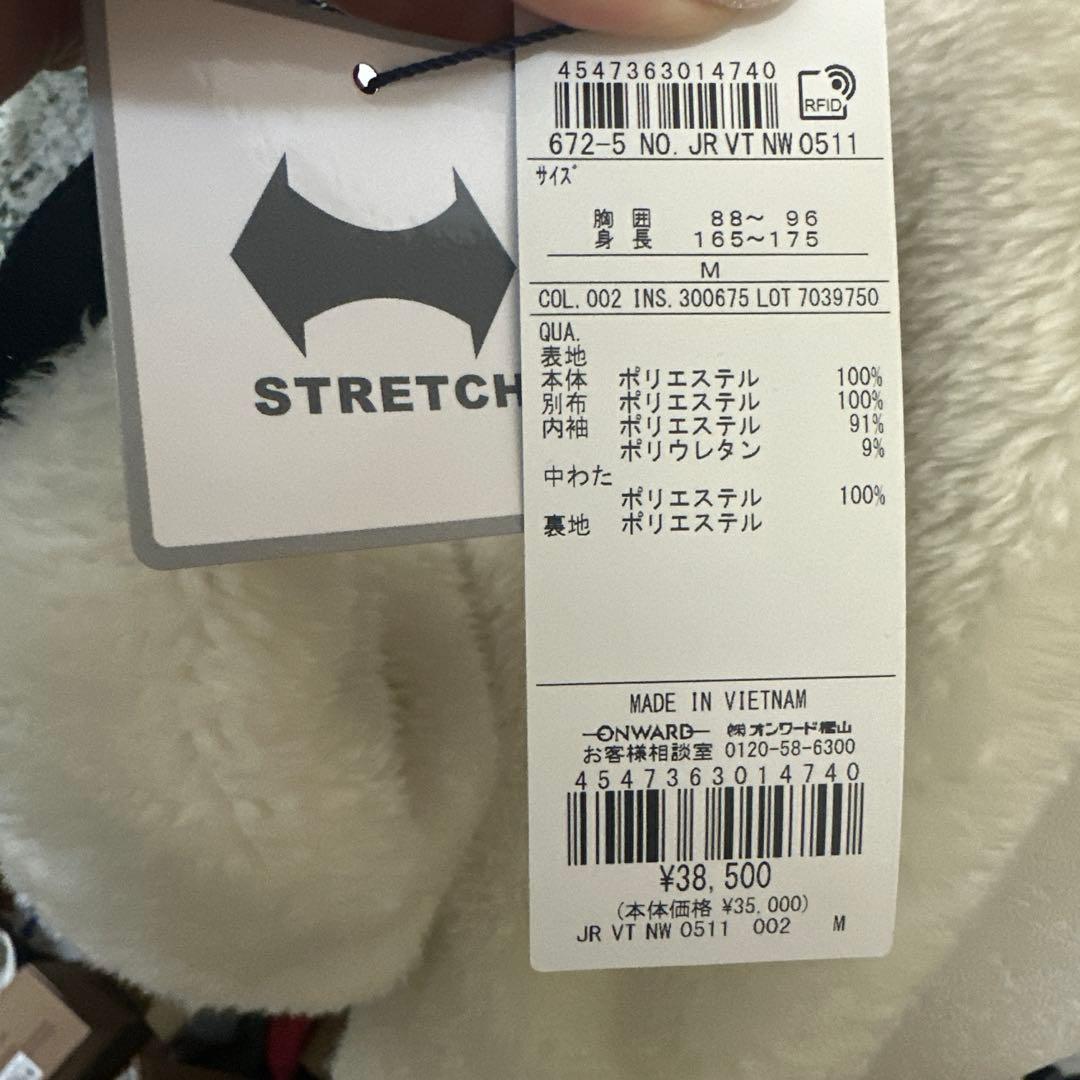 STRETCH
4547363014740
RFID
672-5 NO. JR VT NW 0511
サイズ
胸 囲 88～ 96
身 長 165～175
M
COL. 002 INS. 300675 LOT 7039750
QUA.
表地
本体 ポリエステル 100%
別布 ポリエステル 100%
内袖 ポリエステル 91%
ポリウレタン 9%
中わた
ポリエステル 100%
裏地 ポリエステル
MADE IN VIETNAM
ONWARD ㈱オンワード樫山
お客様相談室 0120-58-6300
4547363014740
¥38,500
(本体価格 ¥35,000)
JR VT NW 0511 002 M